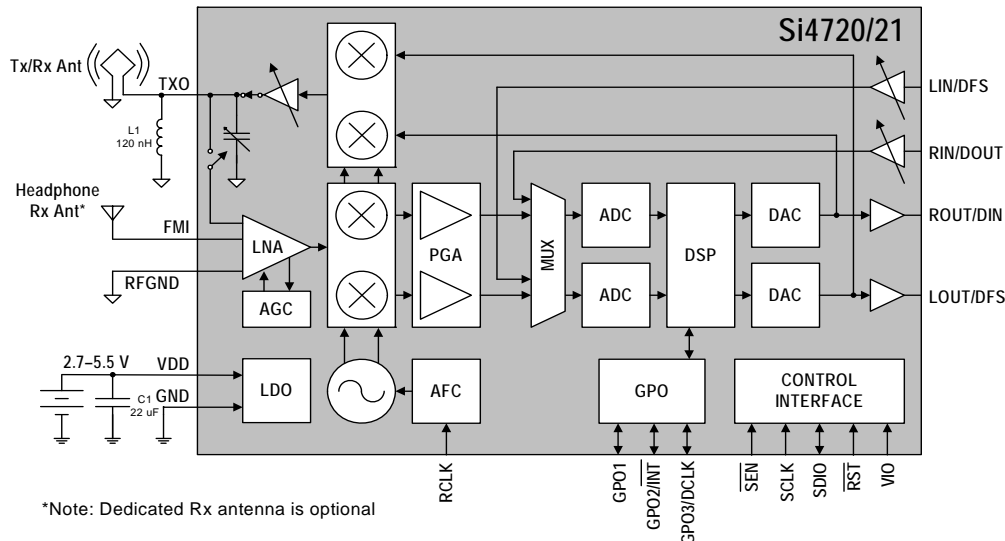 Si4720/21
Tx/Rx Ant
TXO
LIN/DFS
L1
120 nH
RIN/DOUT
Headphone
Rx Ant*
FMI
LNA
PGA
MUX
ADC
DSP
DAC
ROUT/DIN
RFGND
AGC
ADC
DAC
LOUT/DFS
2.7–5.5 V
VDD
C1
22 uF
GND
LDO
AFC
GPO
CONTROL
INTERFACE
RCLK
GPO1
GPO2/INT
GPO3/DCLK
SEN
SCLK
SDIO
RST
VIO
*Note: Dedicated Rx antenna is optional